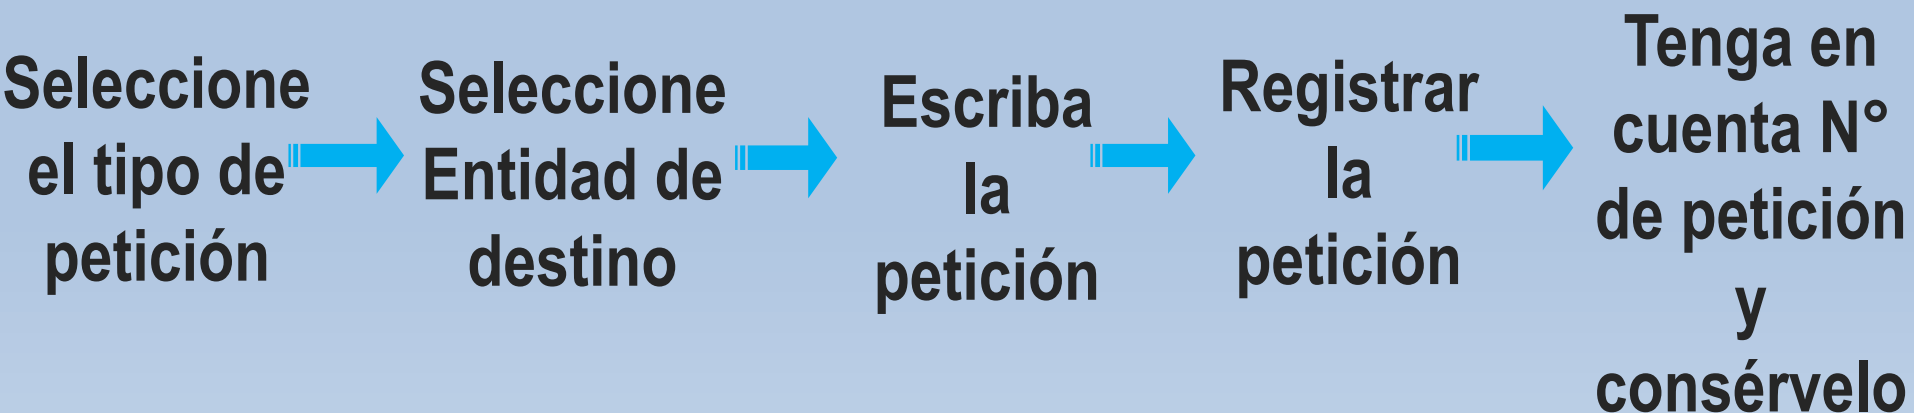 Seleccione
el tipo de
petición
Seleccione
Entidad de
destino
Escriba
la
petición
Registrar
la
petición
Tenga en
cuenta N°
de petición
y
consérvelo